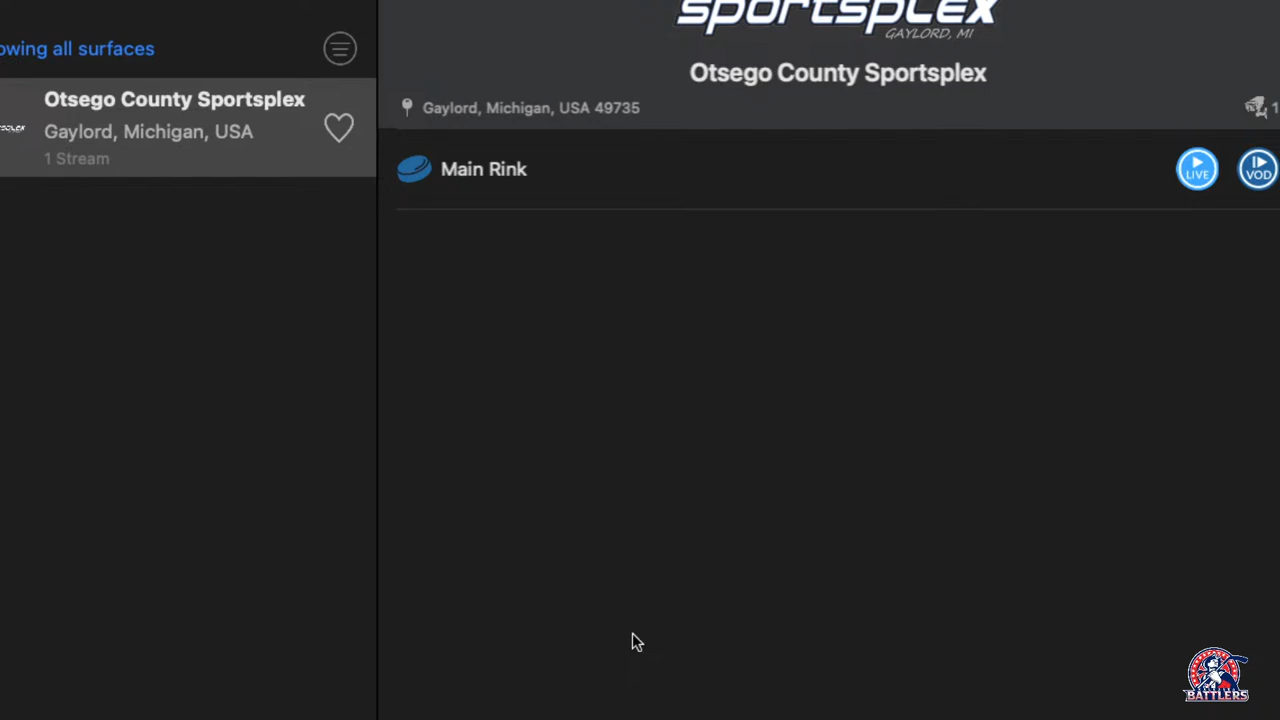 owing all surfaces
Otsego County Sportsplex
Gaylord, Michigan, USA
1 Stream
sportsplex
GAYLORD, MI
Otsego County Sportsplex
Gaylord, Michigan, USA 49735
1
Main Rink
LIVE
VOD
BATTLERS